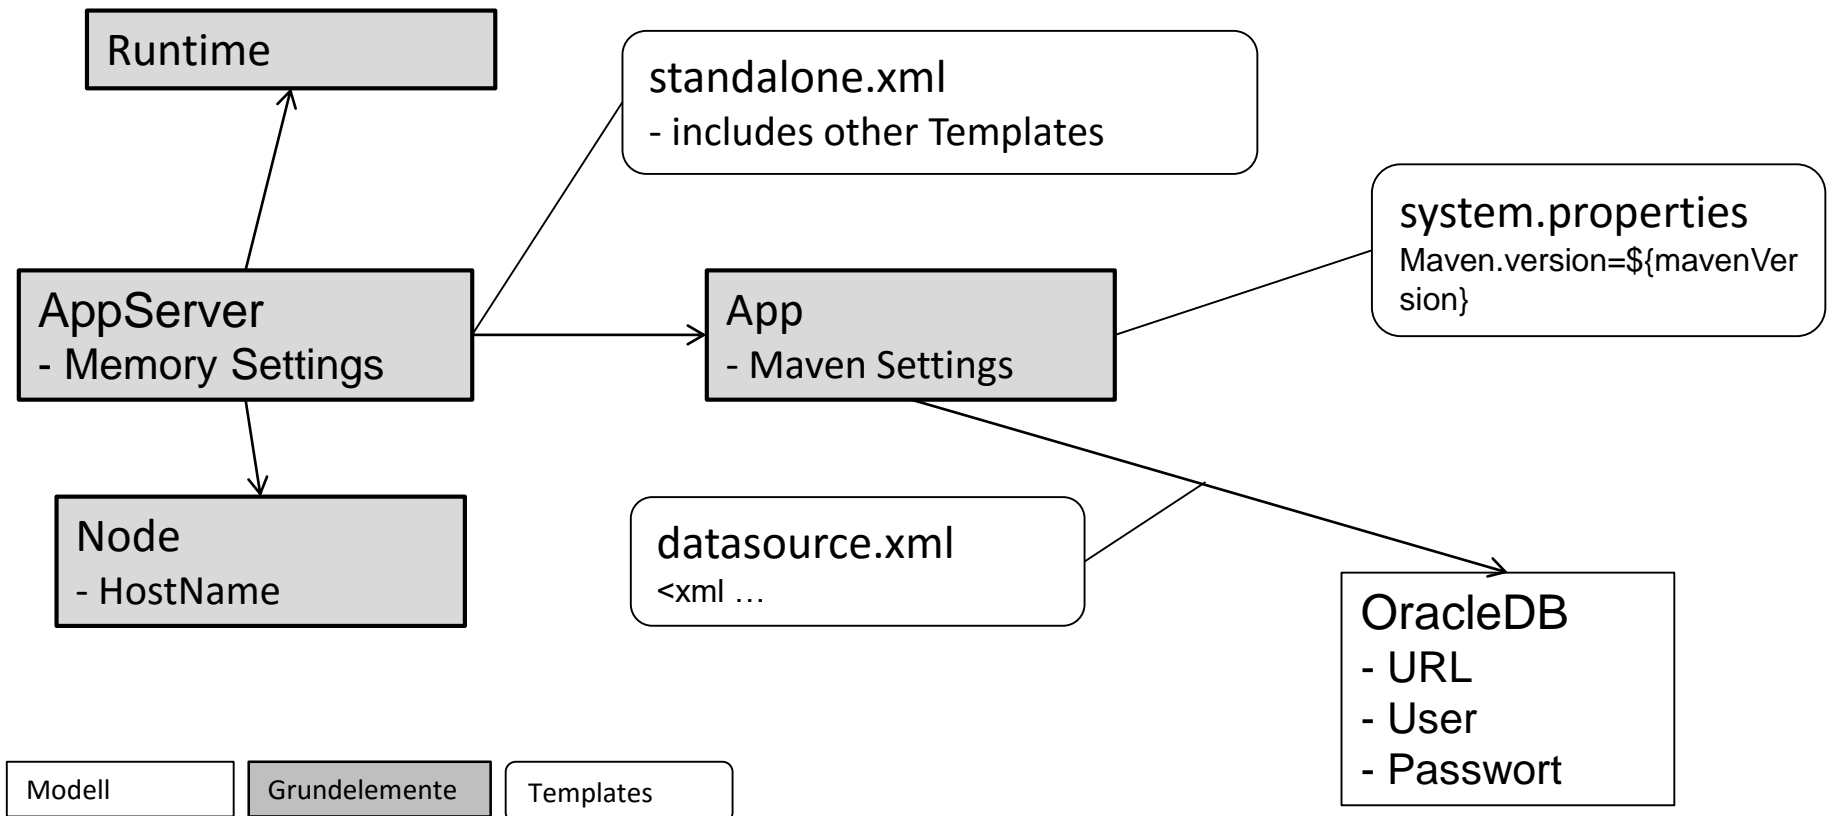 Runtime
standalone.xml
- includes other Templates
system.properties
Maven.version=${mavenVer
sion}
AppServer
- Memory Settings
App
- Maven Settings
Node
- HostName
datasource.xml
<xml …
OracleDB
- URL
- User
- Passwort
Modell
Grundelemente
Templates